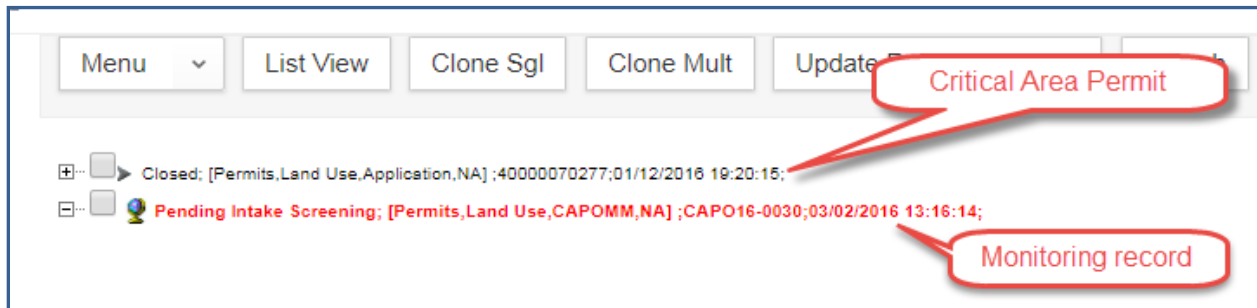 Menu List View Clone Sgl Clone Mult Update
Critical Area Permit
Closed; [Permits,Land Use,Application,NA] ;40000070277;01/12/2016 19:20:15;
Pending Intake Screening; [Permits,Land Use,CAPOMM,NA] ;CAPO16-0030;03/02/2016 13:16:14;
Monitoring record